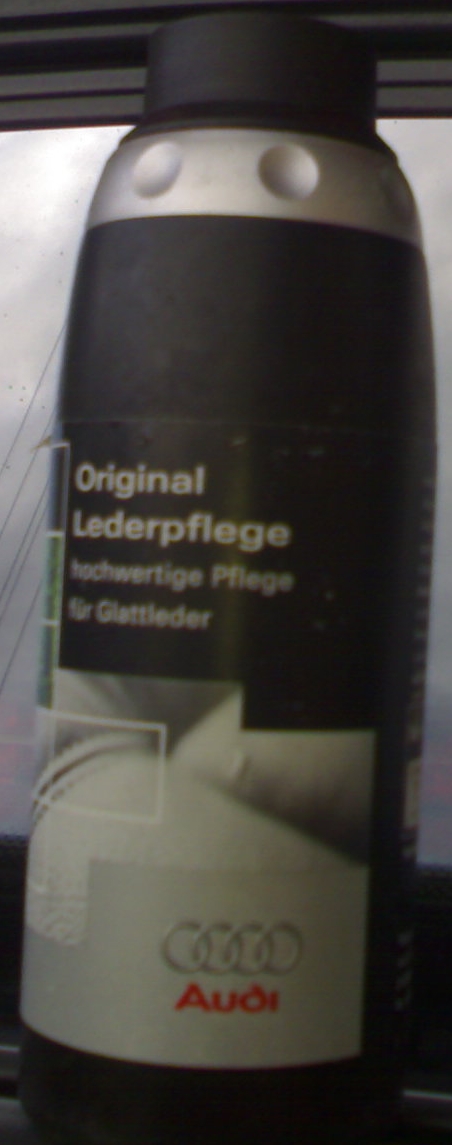 Original
Lederpflege
hochwertige Pflege
für Glattleder
Audi